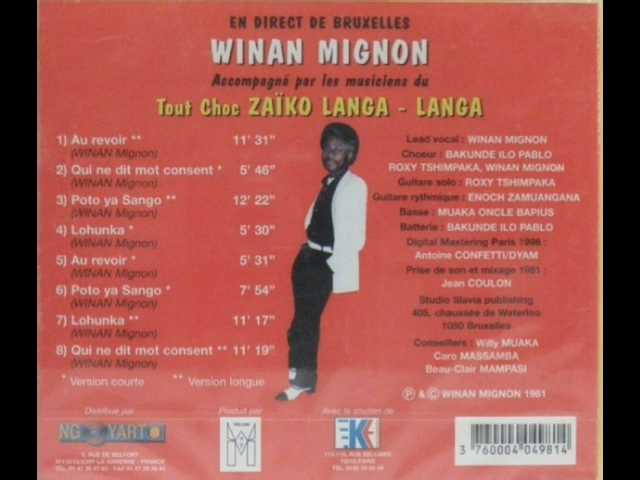 EN DIRECT DE BRUXELLES
WINAN MIGNON
Accompagné par les musiciens du
Tout Choc ZAÏKO LANGA - LANGA
1) Au revoir ** 11' 31"
(WINAN Mignon)
2) Qui ne dit mot consent * 5' 46"
(WINAN Mignon)
3) Poto ya Sango ** 12' 22"
(WINAN Mignon)
4) Lohunka * 5' 30"
(WINAN Mignon)
5) Au revoir * 5' 31"
(WINAN Mignon)
6) Poto ya Sango * 7' 54"
(WINAN Mignon)
7) Lohunka ** 11' 17"
(WINAN Mignon)
8) Qui ne dit mot consent ** 11' 19"
(WINAN Mignon)
* Version courte ** Version longue
Lead vocal : WINAN MIGNON
Choeur : BAKUNDE ILO PABLO
ROXY TSHIMPAKA, WINAN MIGNON
Guitare solo : ROXY TSHIMPAKA
Guitare rythmique : ENOCH ZAMUANGANA
Basse : MUAKA ONCLE BAPIUS
Batterie : BAKUNDE ILO PABLO
Digital Mastering Paris 1998 :
Antoine CONFETTI/DYAM
Prise de son et mixage 1981 :
Jean COULON
Studio Slavia publishing
405, chaussée de Waterloo
1050 Bruxelles
Conseillers : Willy MUAKA
Caro MASSAMBA
Beau-Clair MAMPASI
Ⓟ & © WINAN MIGNON 1981
Distribué par
NGOYARTO
92110 CLICHY-LA-GARENNE - FRANCE
Produit par
M
Avec le soutien de
75018 PARIS
3 760004 049814